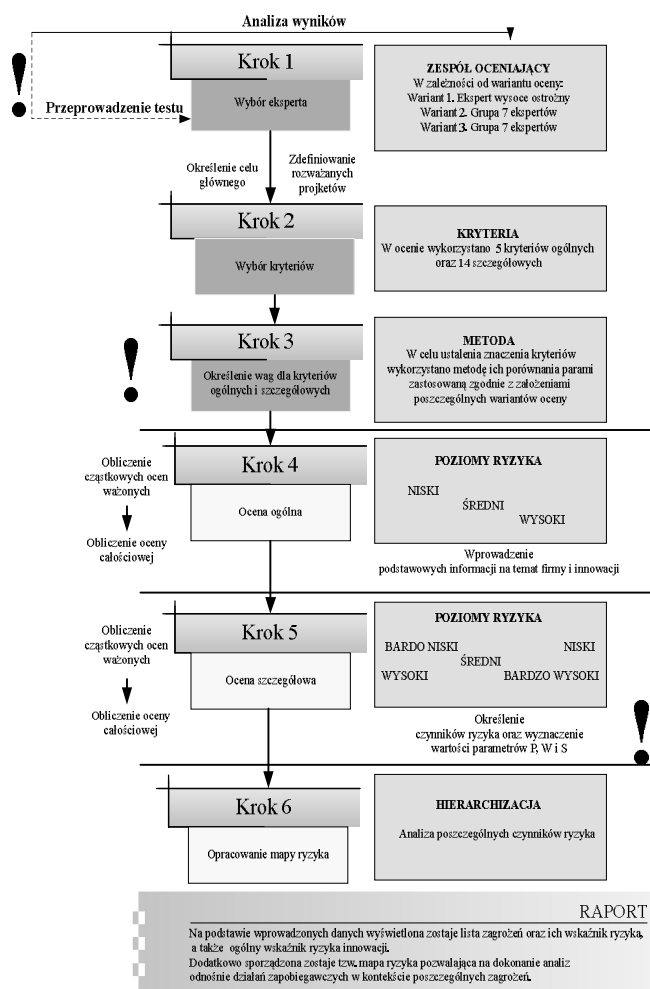 Analiza wyników
!
Krok 1
Wybór eksperta
Przeprowadzenie testu
ZESPÓŁ OCENIAJĄCY
W zależności od wariantu oceny:
Wariant 1. Ekspert wysoce ostrożny
Wariant 2. Grupa 7 ekspertów
Wariant 3. Grupa 7 ekspertów
Określenie celu
głównego
Zdefiniowanie
rozważanych
projketów
Krok 2
Wybór kryteriów
KRYTERIA
W ocenie wykorzystano 5 kryteriów ogólnych
oraz 14 szczegółowych
!
Krok 3
Określenie wag dla kryteriów
ogólnych i szczegółowych
METODA
W celu ustalenia znaczenia kryteriów
wykorzystano metodę ich porównania parami
zastosowaną zgodnie z założeniami
poszczególnych wariantów oceny
Obliczenie
cząstkowych ocen
ważonych
Obliczenie oceny
całościowej
Krok 4
Ocena ogólna
POZIOMY RYZYKA
NISKI
ŚREDNI
WYSOKI
Wprowadzenie
podstawowych informacji na temat firmy i innowacji
Obliczenie
cząstkowych ocen
ważonych
Obliczenie oceny
całościowej
Krok 5
Ocena szczegółowa
POZIOMY RYZYKA
BARDO NISKI NISKI
ŚREDNI
WYSOKI BARDZO WYSOKI
Określenie
czynników ryzyka oraz wyznaczenie
wartości parametrów P, W i S
!
Krok 6
Opracowanie mapy ryzyka
HIERARCHIZACJA
Analiza poszczególnych czynników ryzyka
RAPORT
Na podstawie wprowadzonych danych wyświetlona zostaje lista zagrożeń oraz ich wskaźnik ryzyka,
a także ogólny wskaźnik ryzyka innowacji.
Dodatkowo sporządzona zostaje tzw. mapa ryzyka pozwalająca na dokonanie analiz
odnośnie działań zapobiegawczych w kontekście poszczególnych zagrożeń.